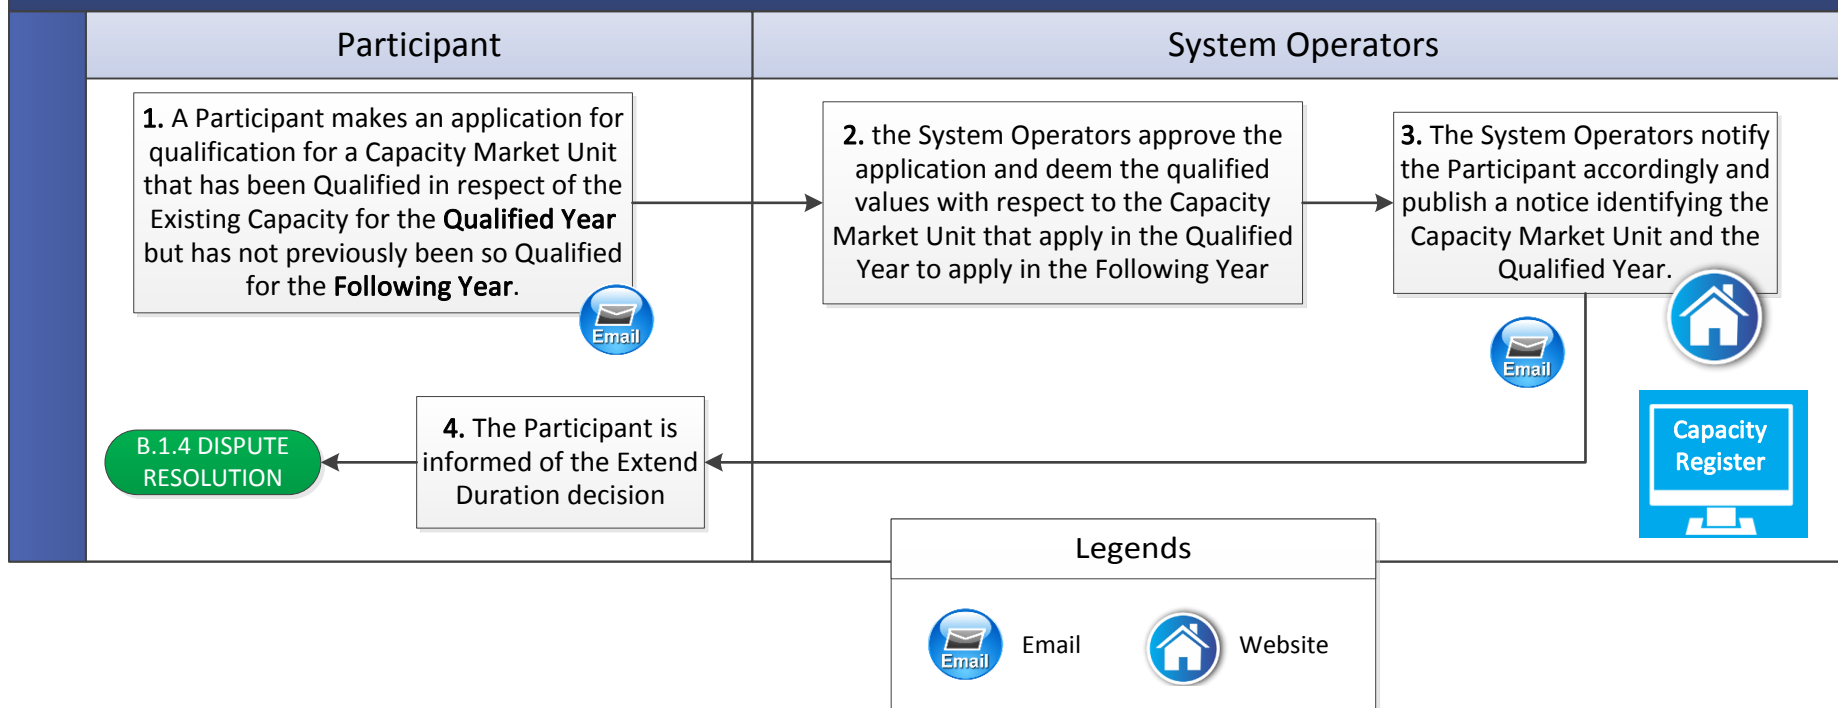 Participant
System Operators
1. A Participant makes an application for
qualification for a Capacity Market Unit
that has been Qualified in respect of the
Existing Capacity for the Qualified Year
but has not previously been so Qualified
for the Following Year.
Email
2. the System Operators approve the
application and deem the qualified
values with respect to the Capacity
Market Unit that apply in the Qualified
Year to apply in the Following Year
3. The System Operators notify
the Participant accordingly and
publish a notice identifying the
Capacity Market Unit and the
Qualified Year.
Email
B.1.4 DISPUTE
RESOLUTION
4. The Participant is
informed of the Extend
Duration decision
Capacity
Register
Legends
Email
Email
Website